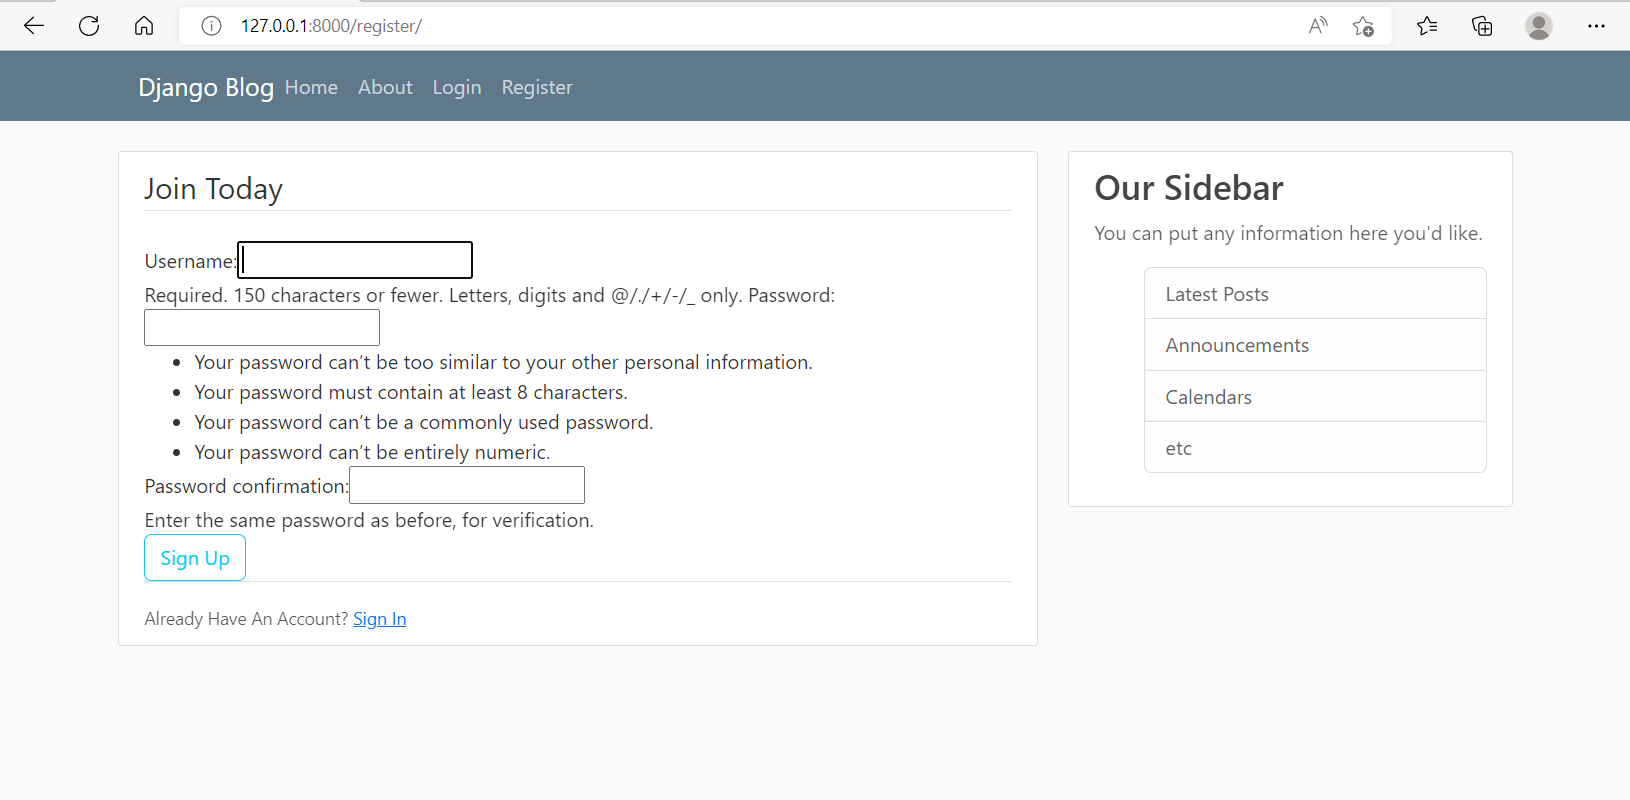 127.0.0.1:8000/register/
Django Blog Home About Login Register
Join Today
Username:
Required. 150 characters or fewer. Letters, digits and @/./+/-/_ only. Password:
Your password can’t be too similar to your other personal information.
Your password must contain at least 8 characters.
Your password can’t be a commonly used password.
Your password can’t be entirely numeric.
Password confirmation:
Enter the same password as before, for verification.
Sign Up
Already Have An Account? Sign In
Our Sidebar
You can put any information here you'd like.
Latest Posts
Announcements
Calendars
etc